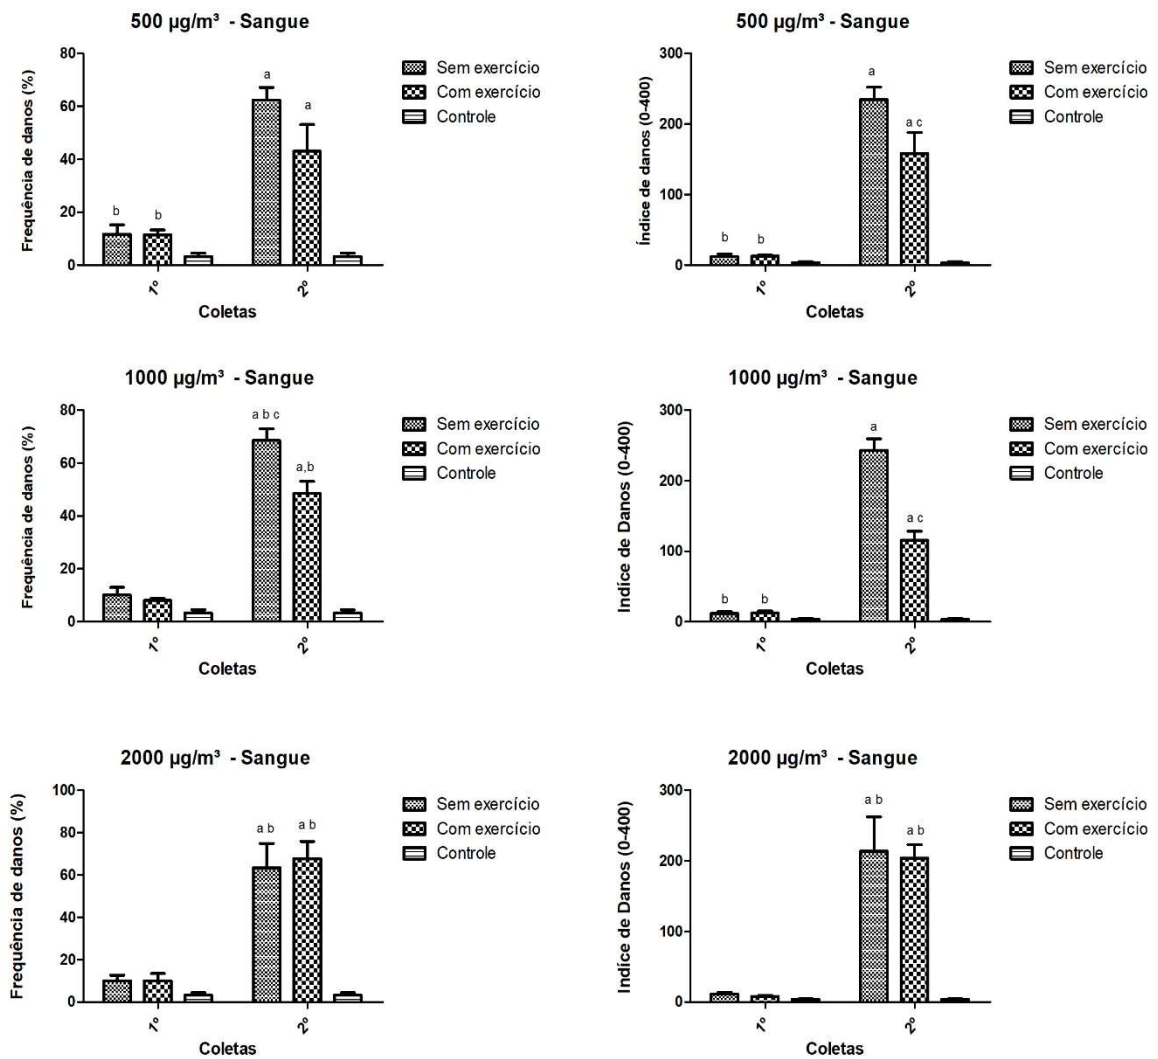 500 µg/m³ - Sangue
Frequência de danos (%)
80
60
40
20
0
b
b
a
a
1º
2º
Coletas
Sem exercício
Com exercício
Controle
500 µg/m³ - Sangue
Índice de danos (0-400)
300
200
100
0
b
b
a
a c
1º
2º
Coletas
Sem exercício
Com exercício
Controle
1000 µg/m³ - Sangue
Frequência de danos (%)
80
60
40
20
0
a b c
a,b
1º
2º
Coletas
Sem exercício
Com exercício
Controle
1000 µg/m³ - Sangue
Indice de Danos (0-400)
300
200
100
0
b
b
a
a c
1º
2º
Coletas
Sem exercício
Com exercício
Controle
2000 µg/m³ - Sangue
Frequência de danos (%)
100
80
60
40
20
0
a b
a b
1º
2º
Coletas
Sem exercício
Com exercício
Controle
2000 µg/m³ - Sangue
Indice de Danos (0-400)
300
200
100
0
a b
a b
1º
2º
Coletas
Sem exercício
Com exercício
Controle